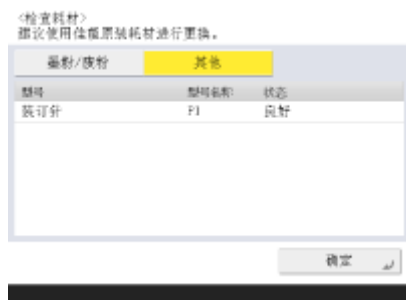 <检查耗材>
建议使用佳能原装耗材进行更换。
墨粉/废粉 其他
型号 型号名称 状态
装订针 P1 良好
确定